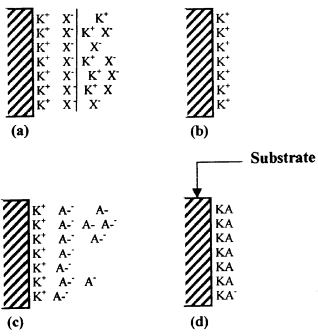 K⁺ X⁻ K⁺
K⁺ X⁻ K⁺ X⁻
K⁺ X⁻ X⁻
K⁺ X⁻ K⁺ X⁻
K⁺ X⁻ K⁺ X⁻
K⁺ X⁻ K⁺ X
K⁺ X⁻ X⁻
(a)
K⁺
K⁺
K⁺
K⁺
K⁺
K⁺
K⁺
(b)
Substrate
K⁺ A-⁻ A-
K⁺ A-⁻ A- A-⁻
K⁺ A-⁻ A-⁻
K⁺ A-⁻
K⁺ A-⁻
K⁺ A-⁻ A⁻
K⁺ A-⁻
(c)
KA
KA
KA
KA
KA
KA
KA⁻
(d)